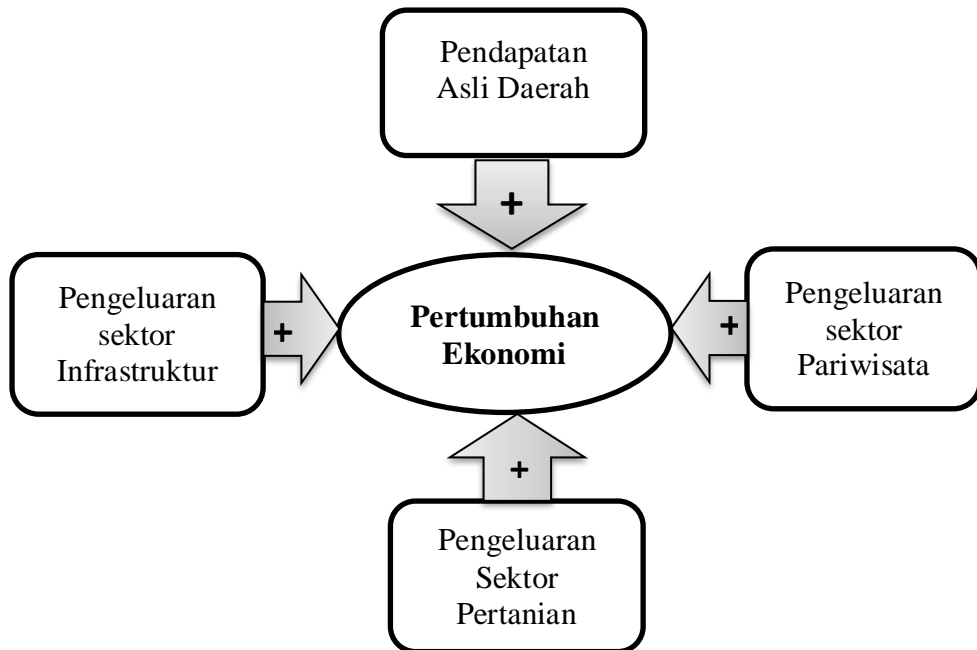 Pendapatan
Asli Daerah
+
Pengeluaran
sektor
Infrastruktur
+
Pertumbuhan
Ekonomi
+
Pengeluaran
sektor
Pariwisata
+
Pengeluaran
Sektor
Pertanian